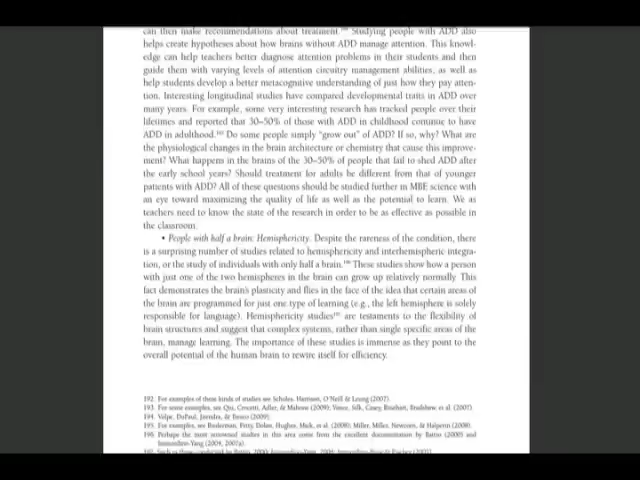 can then make recommendations about treatment. Studying people with ADD also
helps create hypotheses about how brains without ADD manage attention. This knowl-
edge can help teachers better diagnose attention problems in their students and then
guide them with varying levels of attention circuitry management abilities, as well as
help students develop a better metacognitive understanding of just how they pay atten-
tion. Interesting longitudinal studies have compared developmental traits in ADD over
many years. For example, some very interesting research has tracked people over their
lifetimes and reported that 30–50% of those with ADD in childhood continue to have
ADD in adulthood. Do some people simply "grow out" of ADD? If so, why? What are
the physiological changes in the brain architecture or chemistry that cause this improve-
ment? What happens in the brains of the 30–50% of people that fail to shed ADD after
the early school years? Should treatment for adults be different from that of younger
patients with ADD? All of these questions should be studied further in MBE science with
an eye toward maximizing the quality of life as well as the potential to learn. We as
teachers need to know the state of the research in order to be as effective as possible in
the classroom.
• People with half a brain: Hemisphericity. Despite the rareness of the condition, there
is a surprising number of studies related to hemisphericity and interhemispheric integra-
tion, or the study of individuals with only half a brain. These studies show how a person
with just one of the two hemispheres in the brain can grow up relatively normally. This
fact demonstrates the brain's plasticity and flies in the face of the idea that certain areas of
the brain are programmed for just one type of learning (e.g., the left hemisphere is solely
responsible for language). Hemisphericity studies are testaments to the flexibility of
brain structures and suggest that complex systems, rather than single specific areas of the
brain, manage learning. The importance of these studies is immense as they point to the
overall potential of the human brain to rewire itself for efficiency.
192. For examples of these kinds of studies see Scholes, Harrison, O'Neill & Leung (2007).
193. For some examples, see Qiu, Crocetti, Adler, & Mahone (2009); Vance, Silk, Casey, Rinehart, Bradshaw et al. (2007).
194. Volpe, DuPaul, Jitendra, & Tresco (2009).
195. For examples, see Biederman, Petty, Dolan, Hughes, Mick, et al. (2008); Miller, Miller, Newcorn, & Halperin (2008).
196. Perhaps the most renowned studies in this area come from the excellent documentation by Battro (2000) and
Immordino-Yang (2004, 2007a).